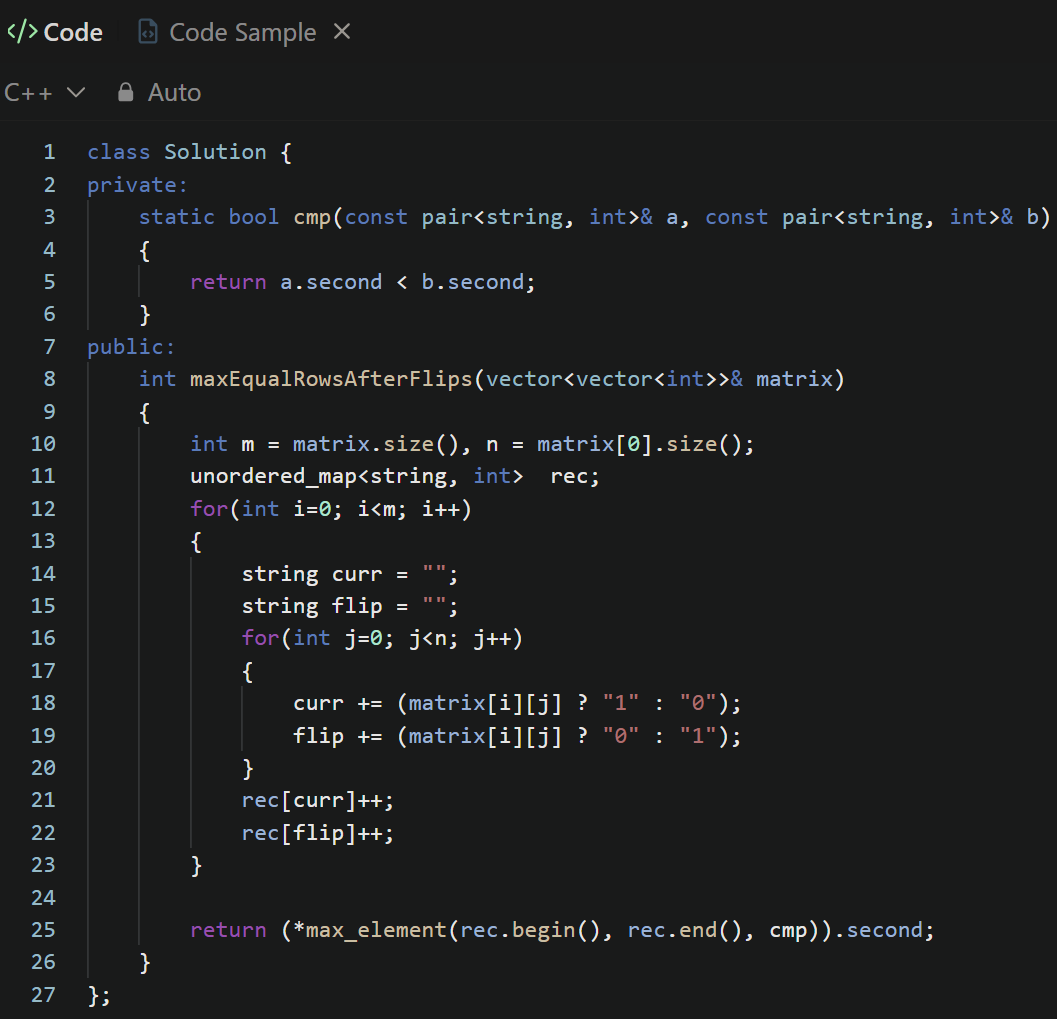 </> Code Code Sample ×
C++ Auto
1 class Solution {
2 private:
3     static bool cmp(const pair<string, int>& a, const pair<string, int>& b)
4     {
5         return a.second < b.second;
6     }
7 public:
8     int maxEqualRowsAfterFlips(vector<vector<int>>& matrix)
9     {
10         int m = matrix.size(), n = matrix[0].size();
11         unordered_map<string, int>  rec;
12         for(int i=0; i<m; i++)
13         {
14             string curr = "";
15             string flip = "";
16             for(int j=0; j<n; j++)
17             {
18                 curr += (matrix[i][j] ? "1" : "0");
19                 flip += (matrix[i][j] ? "0" : "1");
20             }
21             rec[curr]++;
22             rec[flip]++;
23         }
24
25         return (*max_element(rec.begin(), rec.end(), cmp)).second;
26     }
27 };